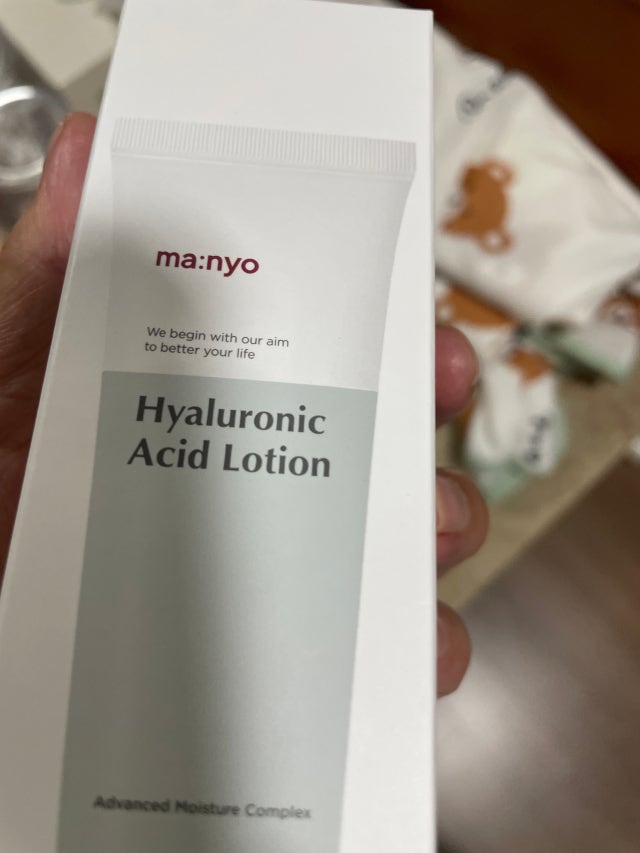 ma:nyo
We begin with our aim
to better your life
Hyaluronic
Acid Lotion
Advanced Moisture Complex